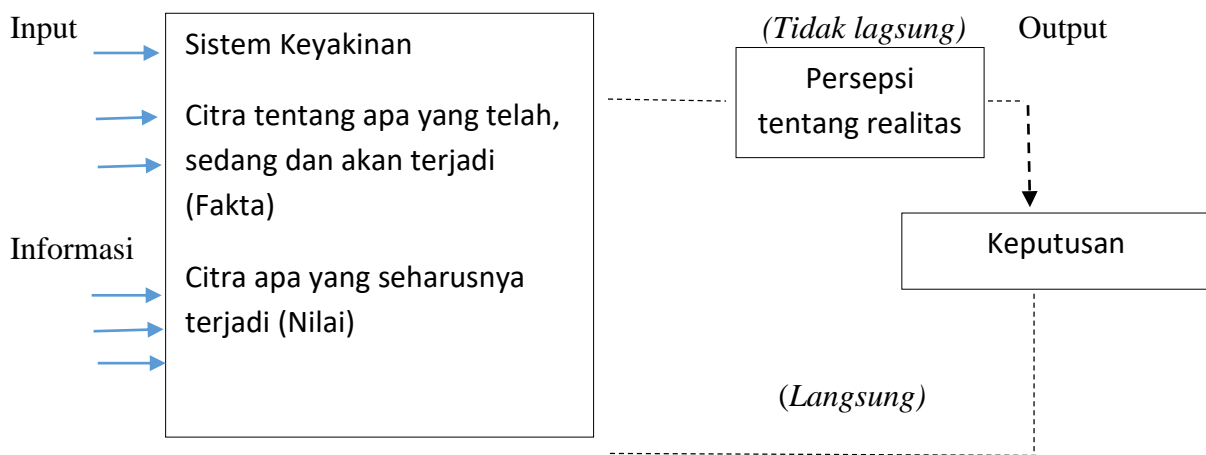 Input
Sistem Keyakinan
Citra tentang apa yang telah,
sedang dan akan terjadi
(Fakta)
Informasi
Citra apa yang seharusnya
terjadi (Nilai)
(Tidak lagsung)
Output
Persepsi
tentang realitas
Keputusan
(Langsung)